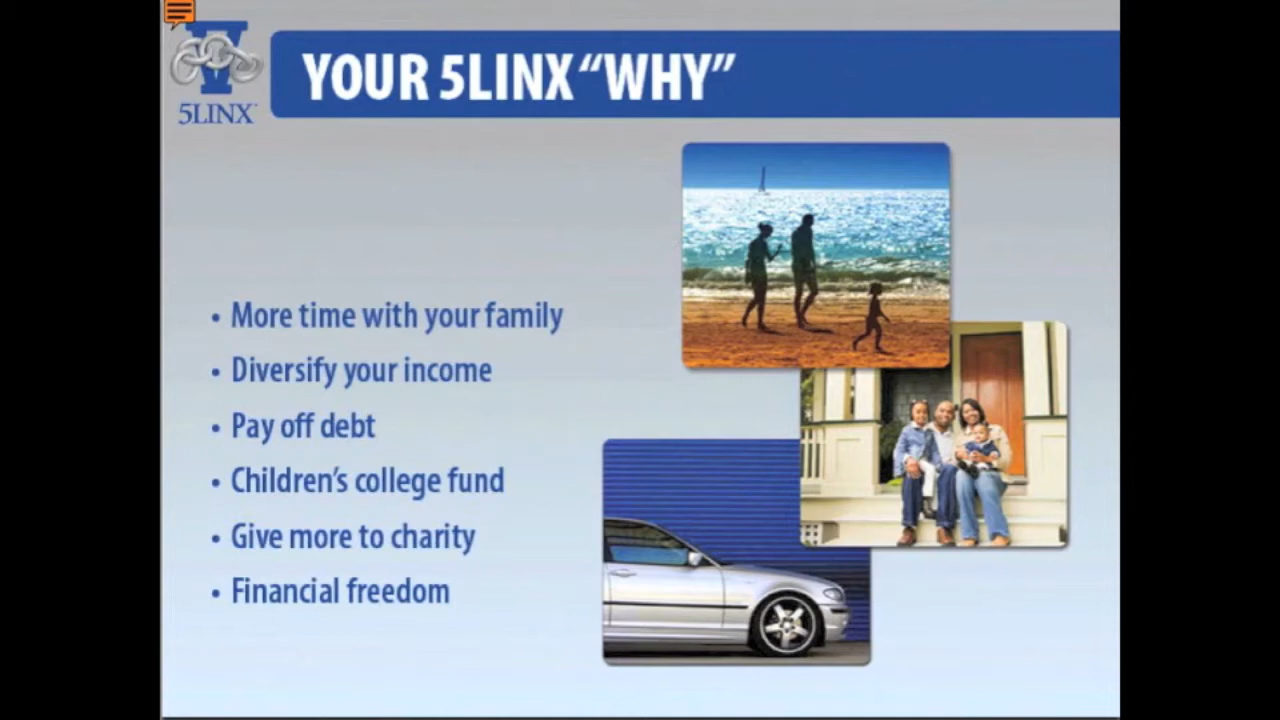 5LINX™
YOUR 5LINX “WHY”
• More time with your family
• Diversify your income
• Pay off debt
• Children’s college fund
• Give more to charity
• Financial freedom